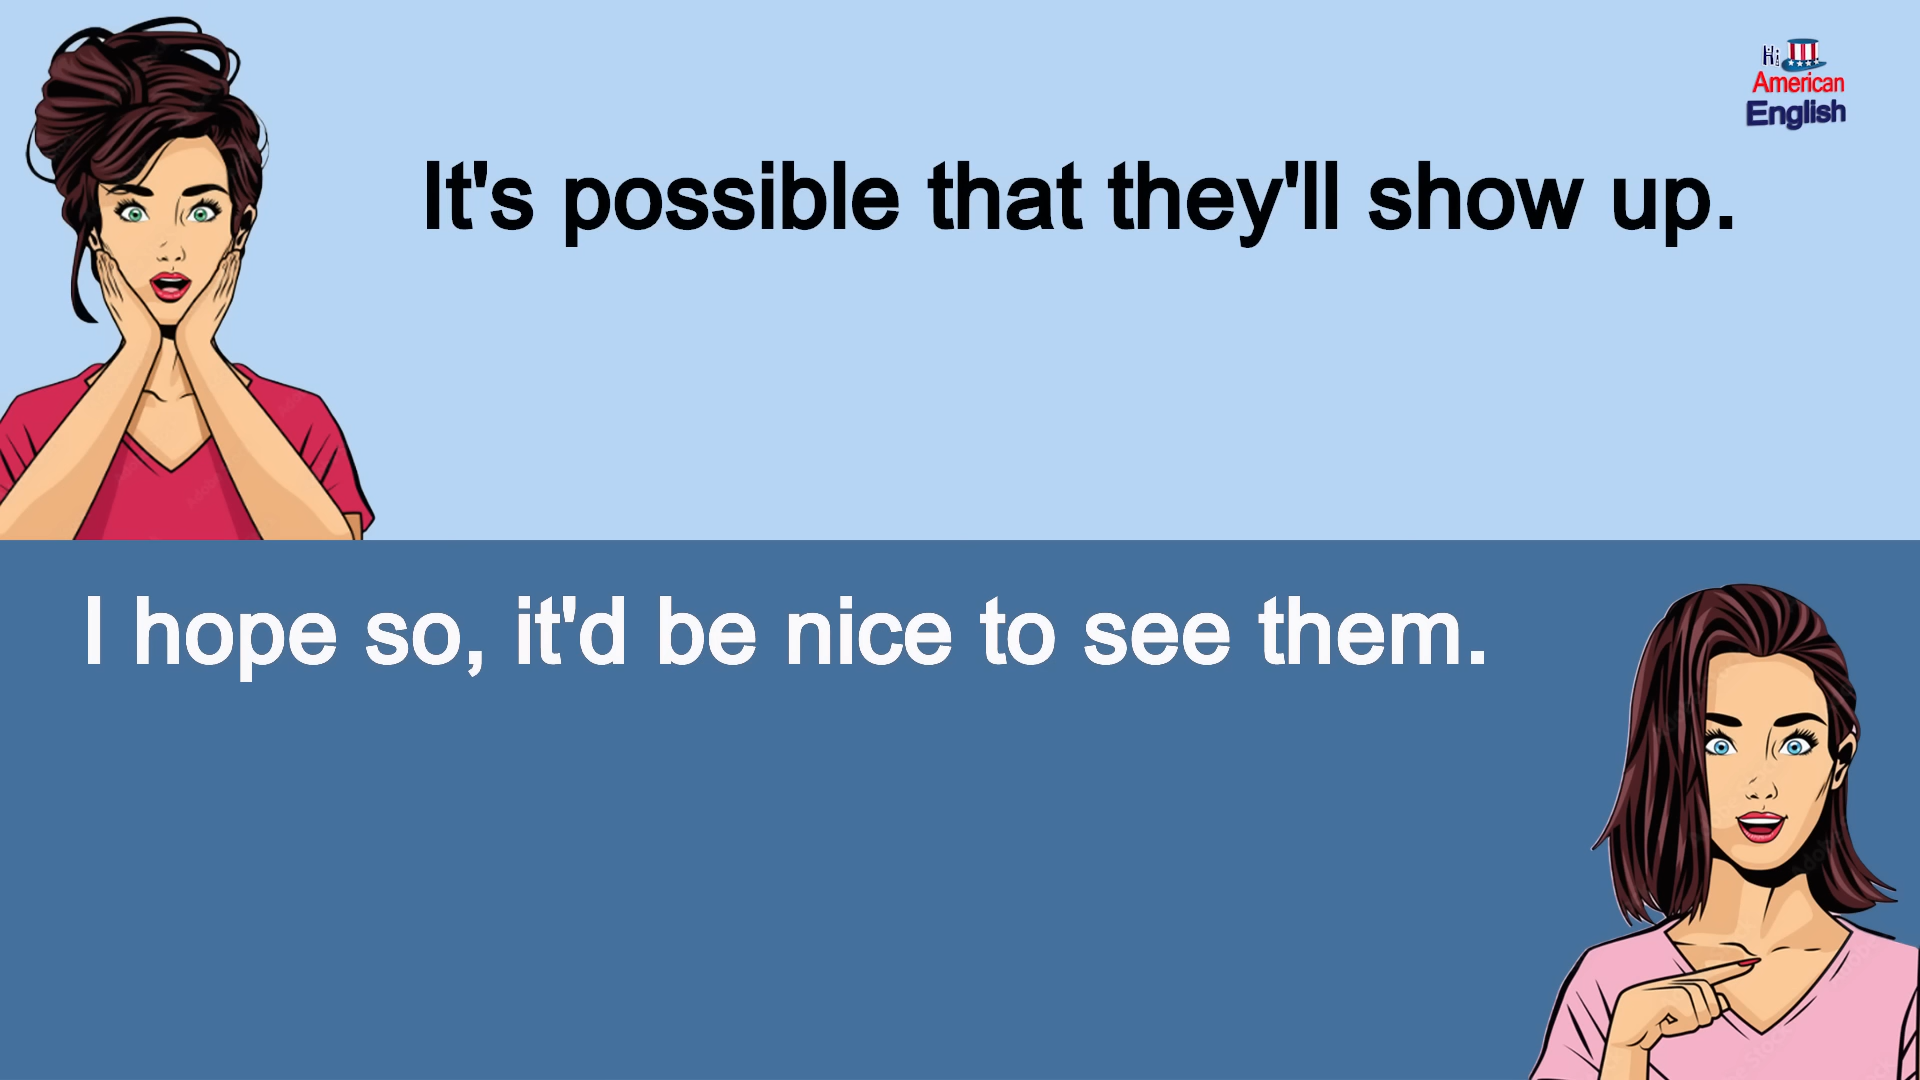 Hi
American
English
It's possible that they'll show up.
I hope so, it'd be nice to see them.